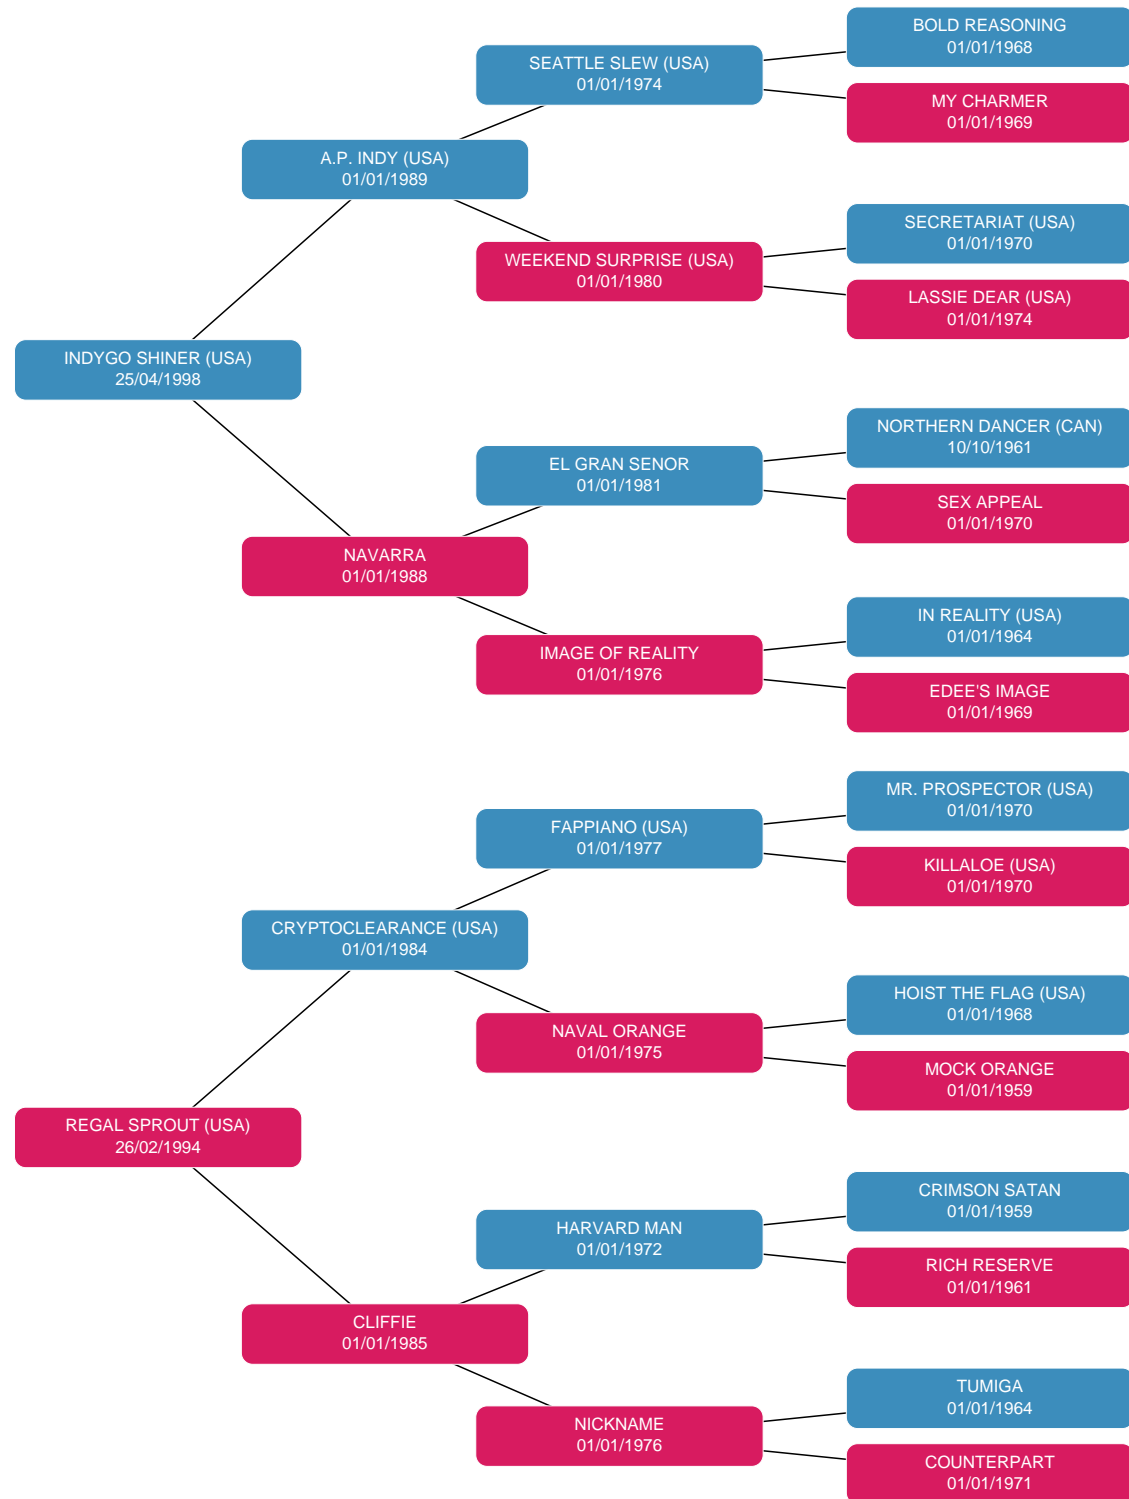 BOLD REASONING
01/01/1968
SEATTLE SLEW (USA)
01/01/1974
MY CHARMER
01/01/1969
A.P. INDY (USA)
01/01/1989
SECRETARIAT (USA)
01/01/1970
WEEKEND SURPRISE (USA)
01/01/1980
LASSIE DEAR (USA)
01/01/1974
INDYGO SHINER (USA)
25/04/1998
NORTHERN DANCER (CAN)
10/10/1961
EL GRAN SENOR
01/01/1981
SEX APPEAL
01/01/1970
NAVARRA
01/01/1988
IN REALITY (USA)
01/01/1964
IMAGE OF REALITY
01/01/1976
EDEE'S IMAGE
01/01/1969
MR. PROSPECTOR (USA)
01/01/1970
FAPPIANO (USA)
01/01/1977
KILLALOE (USA)
01/01/1970
CRYPTOCLEARANCE (USA)
01/01/1984
HOIST THE FLAG (USA)
01/01/1968
NAVAL ORANGE
01/01/1975
MOCK ORANGE
01/01/1959
REGAL SPROUT (USA)
26/02/1994
CRIMSON SATAN
01/01/1959
HARVARD MAN
01/01/1972
RICH RESERVE
01/01/1961
CLIFFIE
01/01/1985
TUMIGA
01/01/1964
NICKNAME
01/01/1976
COUNTERPART
01/01/1971